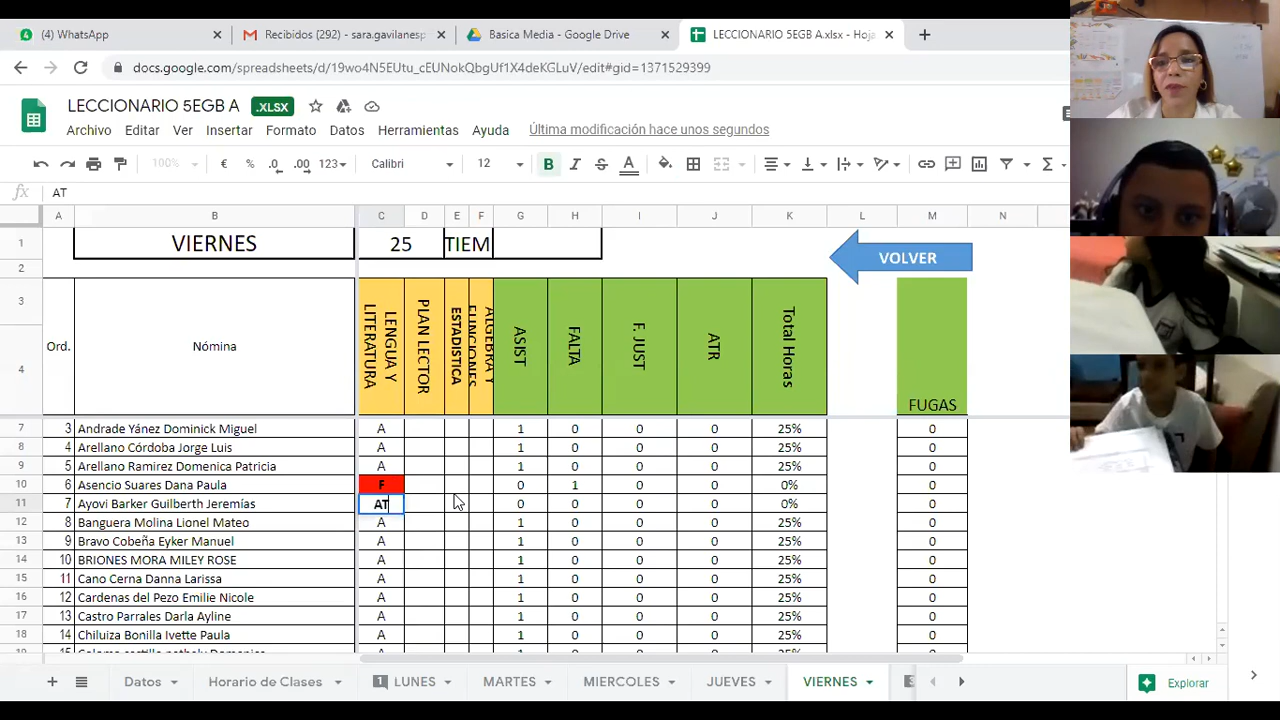 (4) WhatsApp
Recibidos (292) - sara.gavilanesp
Basica Media - Google Drive
LECCIONARIO 5EGB A.xlsx - Hoja
LECCIONARIO 5EGB A
.XLSX
Archivo Editar Ver Insertar Formato Datos Herramientas Ayuda Última modificación hace unos segundos
100% € % .0 .00 123 Calibri 12 B I S A
fx AT
A B C D E F G H I J K L M N
1 VIERNES 25 TIEM VOLVER
2
3
4
Ord. Nómina LENGUA Y LITERATURA PLAN LECTOR ESTADISTICA ALGEBRA Y FUNCIONES ASIST FALTA F. JUST ATR Total Horas FUGAS
7 3 Andrade Yánez Dominick Miguel A 1 0 0 0 25% 0
8 4 Arellano Córdoba Jorge Luis A 1 0 0 0 25% 0
9 5 Arellano Ramirez Domenica Patricia A 1 0 0 0 25% 0
10 6 Asencio Suares Dana Paula F 0 1 0 0 0% 0
11 7 Ayovi Barker Guilberth Jeremías AT 0 0 0 0 0% 0
12 8 Banguera Molina Lionel Mateo A 1 0 0 0 25% 0
13 9 Bravo Cobeña Eyker Manuel A 1 0 0 0 25% 0
14 10 BRIONES MORA MILEY ROSE A 1 0 0 0 25% 0
15 11 Cano Cerna Danna Larissa A 1 0 0 0 25% 0
16 12 Cardenas del Pezo Emilie Nicole A 1 0 0 0 25% 0
17 13 Castro Parrales Darla Ayline A 1 0 0 0 25% 0
18 14 Chiluiza Bonilla Ivette Paula A 1 0 0 0 25% 0
Datos Horario de Clases 1 LUNES MARTES MIERCOLES JUEVES VIERNES Explorar